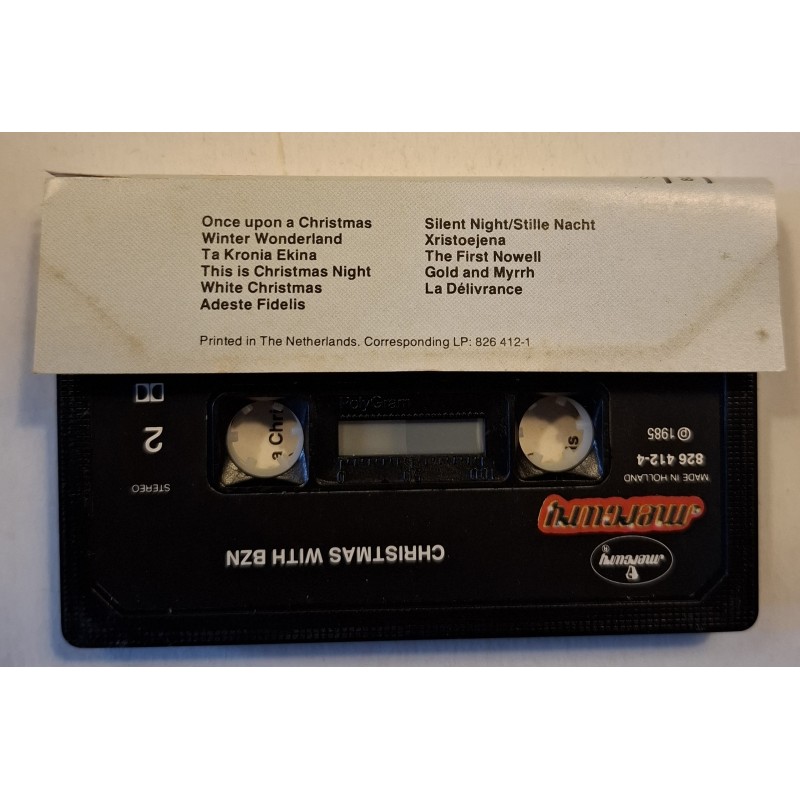 Once upon a Christmas
Winter Wonderland
Ta Kronia Ekina
This is Christmas Night
White Christmas
Adeste Fidelis
Silent Night/Stille Nacht
Xristoejena
The First Nowell
Gold and Myrrh
La Délivrance
Printed in The Netherlands. Corresponding LP: 826 412-1
PolyGram
2
STEREO
℗ 1985
826 412-4
MADE IN HOLLAND
mercury
mercury
CHRISTMAS WITH BZN